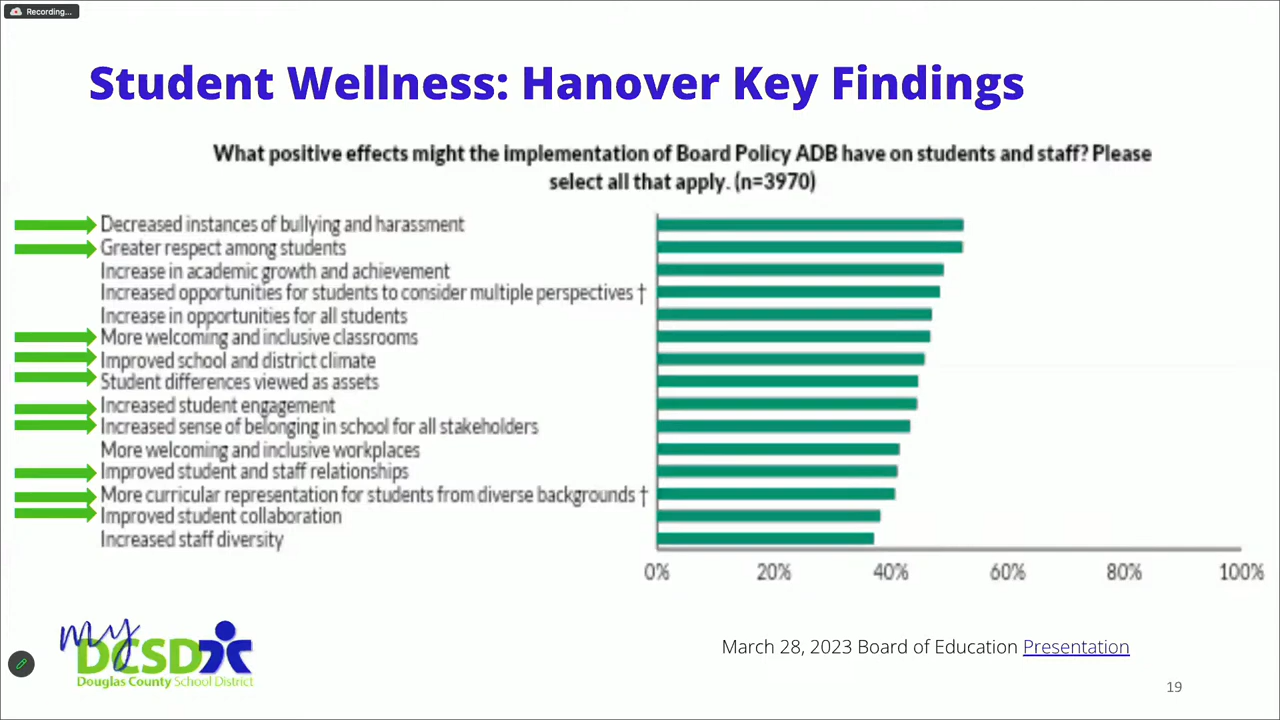 Recording...
Student Wellness: Hanover Key Findings
What positive effects might the implementation of Board Policy ADB have on students and staff? Please
select all that apply. (n=3970)
Decreased instances of bullying and harassment
Greater respect among students
Increase in academic growth and achievement
Increased opportunities for students to consider multiple perspectives †
Increase in opportunities for all students
More welcoming and inclusive classrooms
Improved school and district climate
Student differences viewed as assets
Increased student engagement
Increased sense of belonging in school for all stakeholders
More welcoming and inclusive workplaces
Improved student and staff relationships
More curricular representation for students from diverse backgrounds †
Improved student collaboration
Increased staff diversity
0% 20% 40% 60% 80% 100%
my
DCSD
Douglas County School District
March 28, 2023 Board of Education Presentation
19